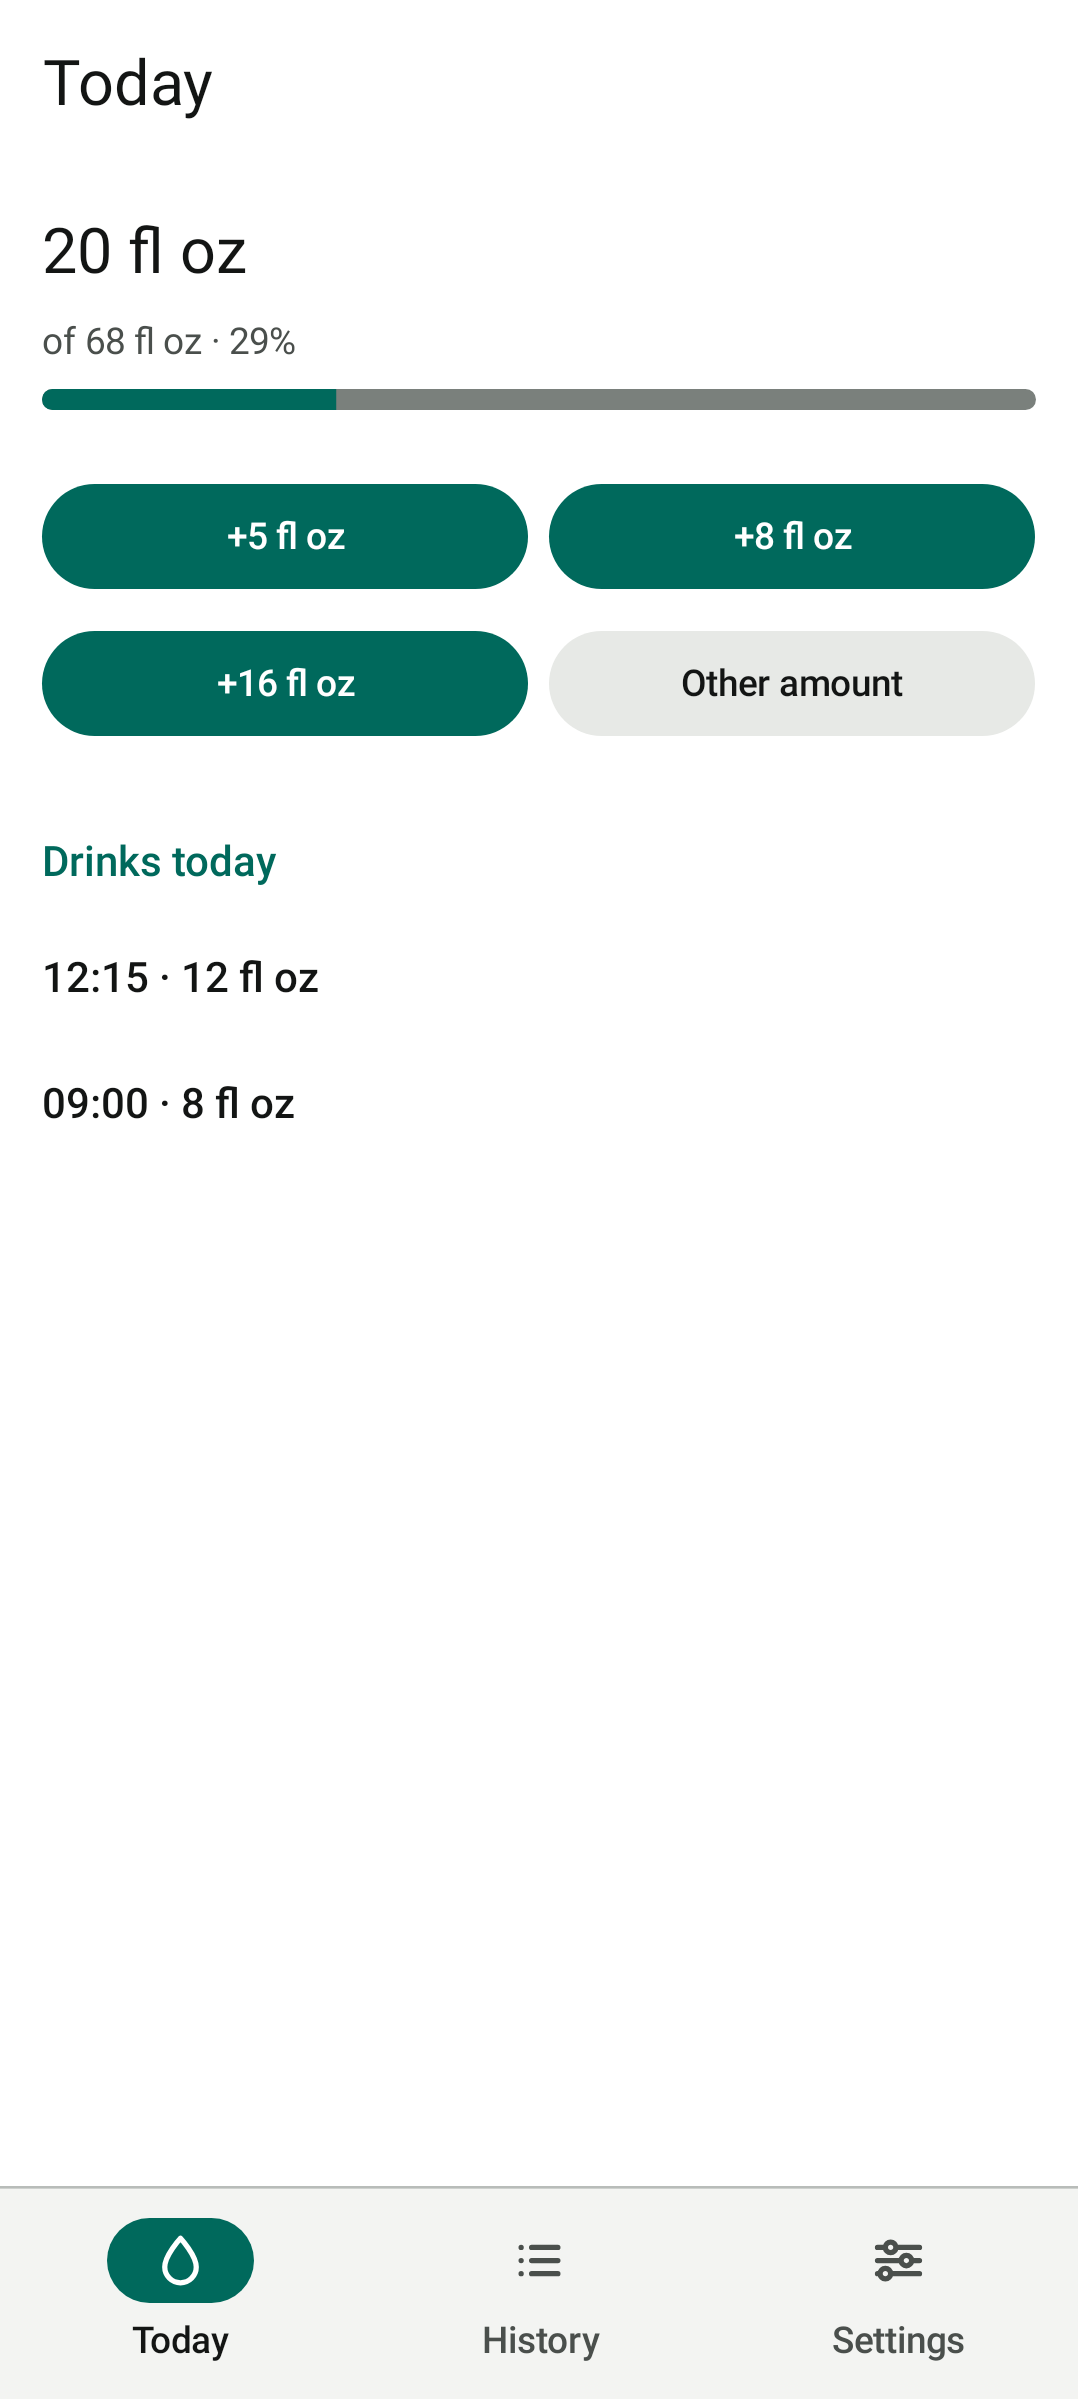 Today
20 fl oz
of 68 fl oz · 29%
+5 fl oz
+8 fl oz
+16 fl oz
Other amount
Drinks today
12:15 · 12 fl oz
09:00 · 8 fl oz
Today
History
Settings